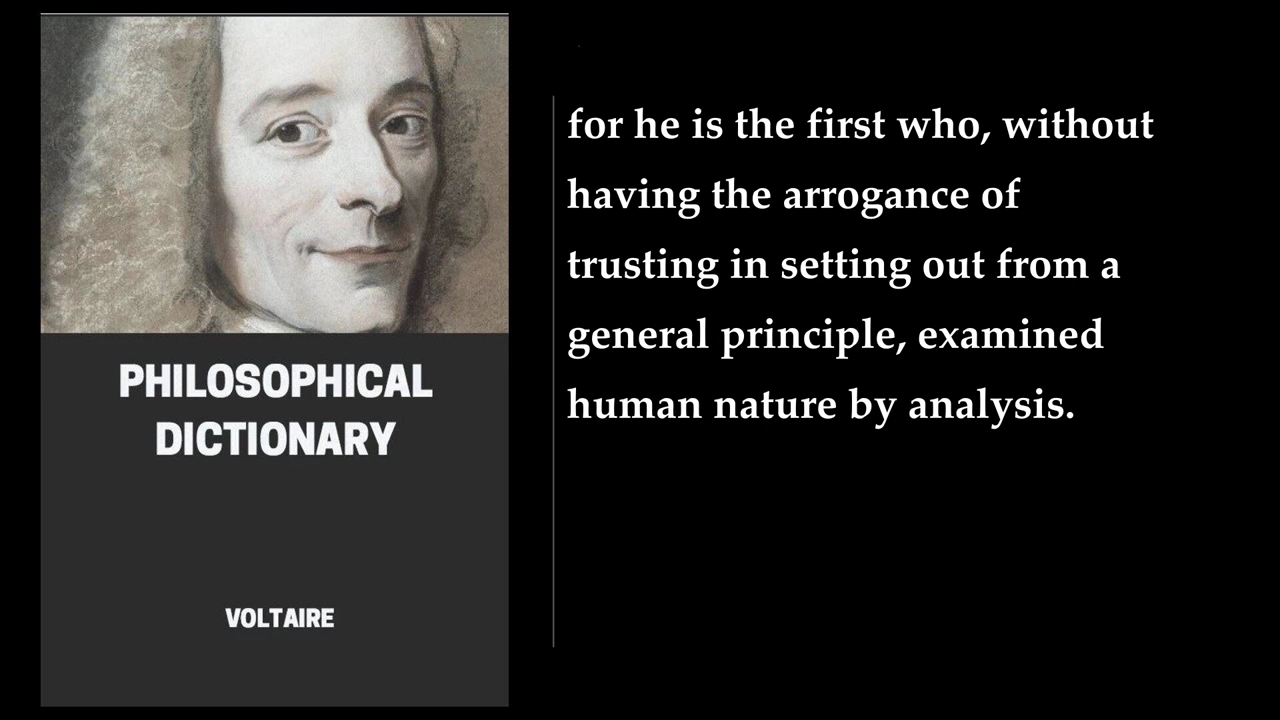 PHILOSOPHICAL
DICTIONARY
VOLTAIRE
for he is the first who, without
having the arrogance of
trusting in setting out from a
general principle, examined
human nature by analysis.